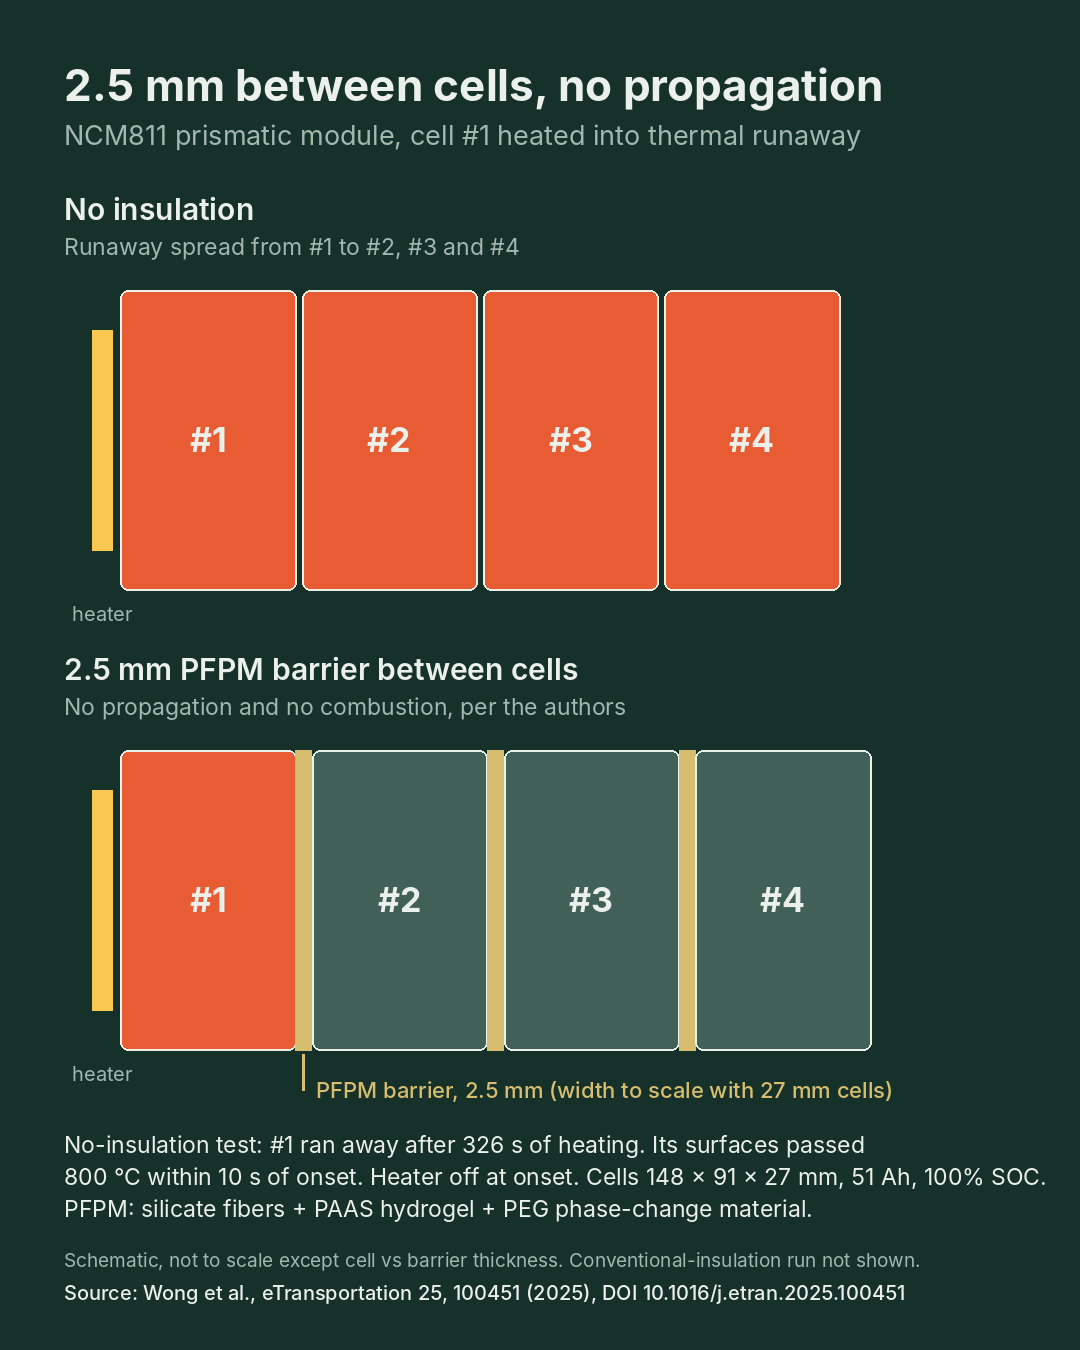 2.5 mm between cells, no propagation
NCM811 prismatic module, cell #1 heated into thermal runaway
No insulation
Runaway spread from #1 to #2, #3 and #4
#1
#2
#3
#4
heater
2.5 mm PFPM barrier between cells
No propagation and no combustion, per the authors
#1
#2
#3
#4
heater
PFPM barrier, 2.5 mm (width to scale with 27 mm cells)
No-insulation test: #1 ran away after 326 s of heating. Its surfaces passed
800 °C within 10 s of onset. Heater off at onset. Cells 148 × 91 × 27 mm, 51 Ah, 100% SOC.
PFPM: silicate fibers + PAAS hydrogel + PEG phase-change material.
Schematic, not to scale except cell vs barrier thickness. Conventional-insulation run not shown.
Source: Wong et al., eTransportation 25, 100451 (2025), DOI 10.1016/j.etran.2025.100451